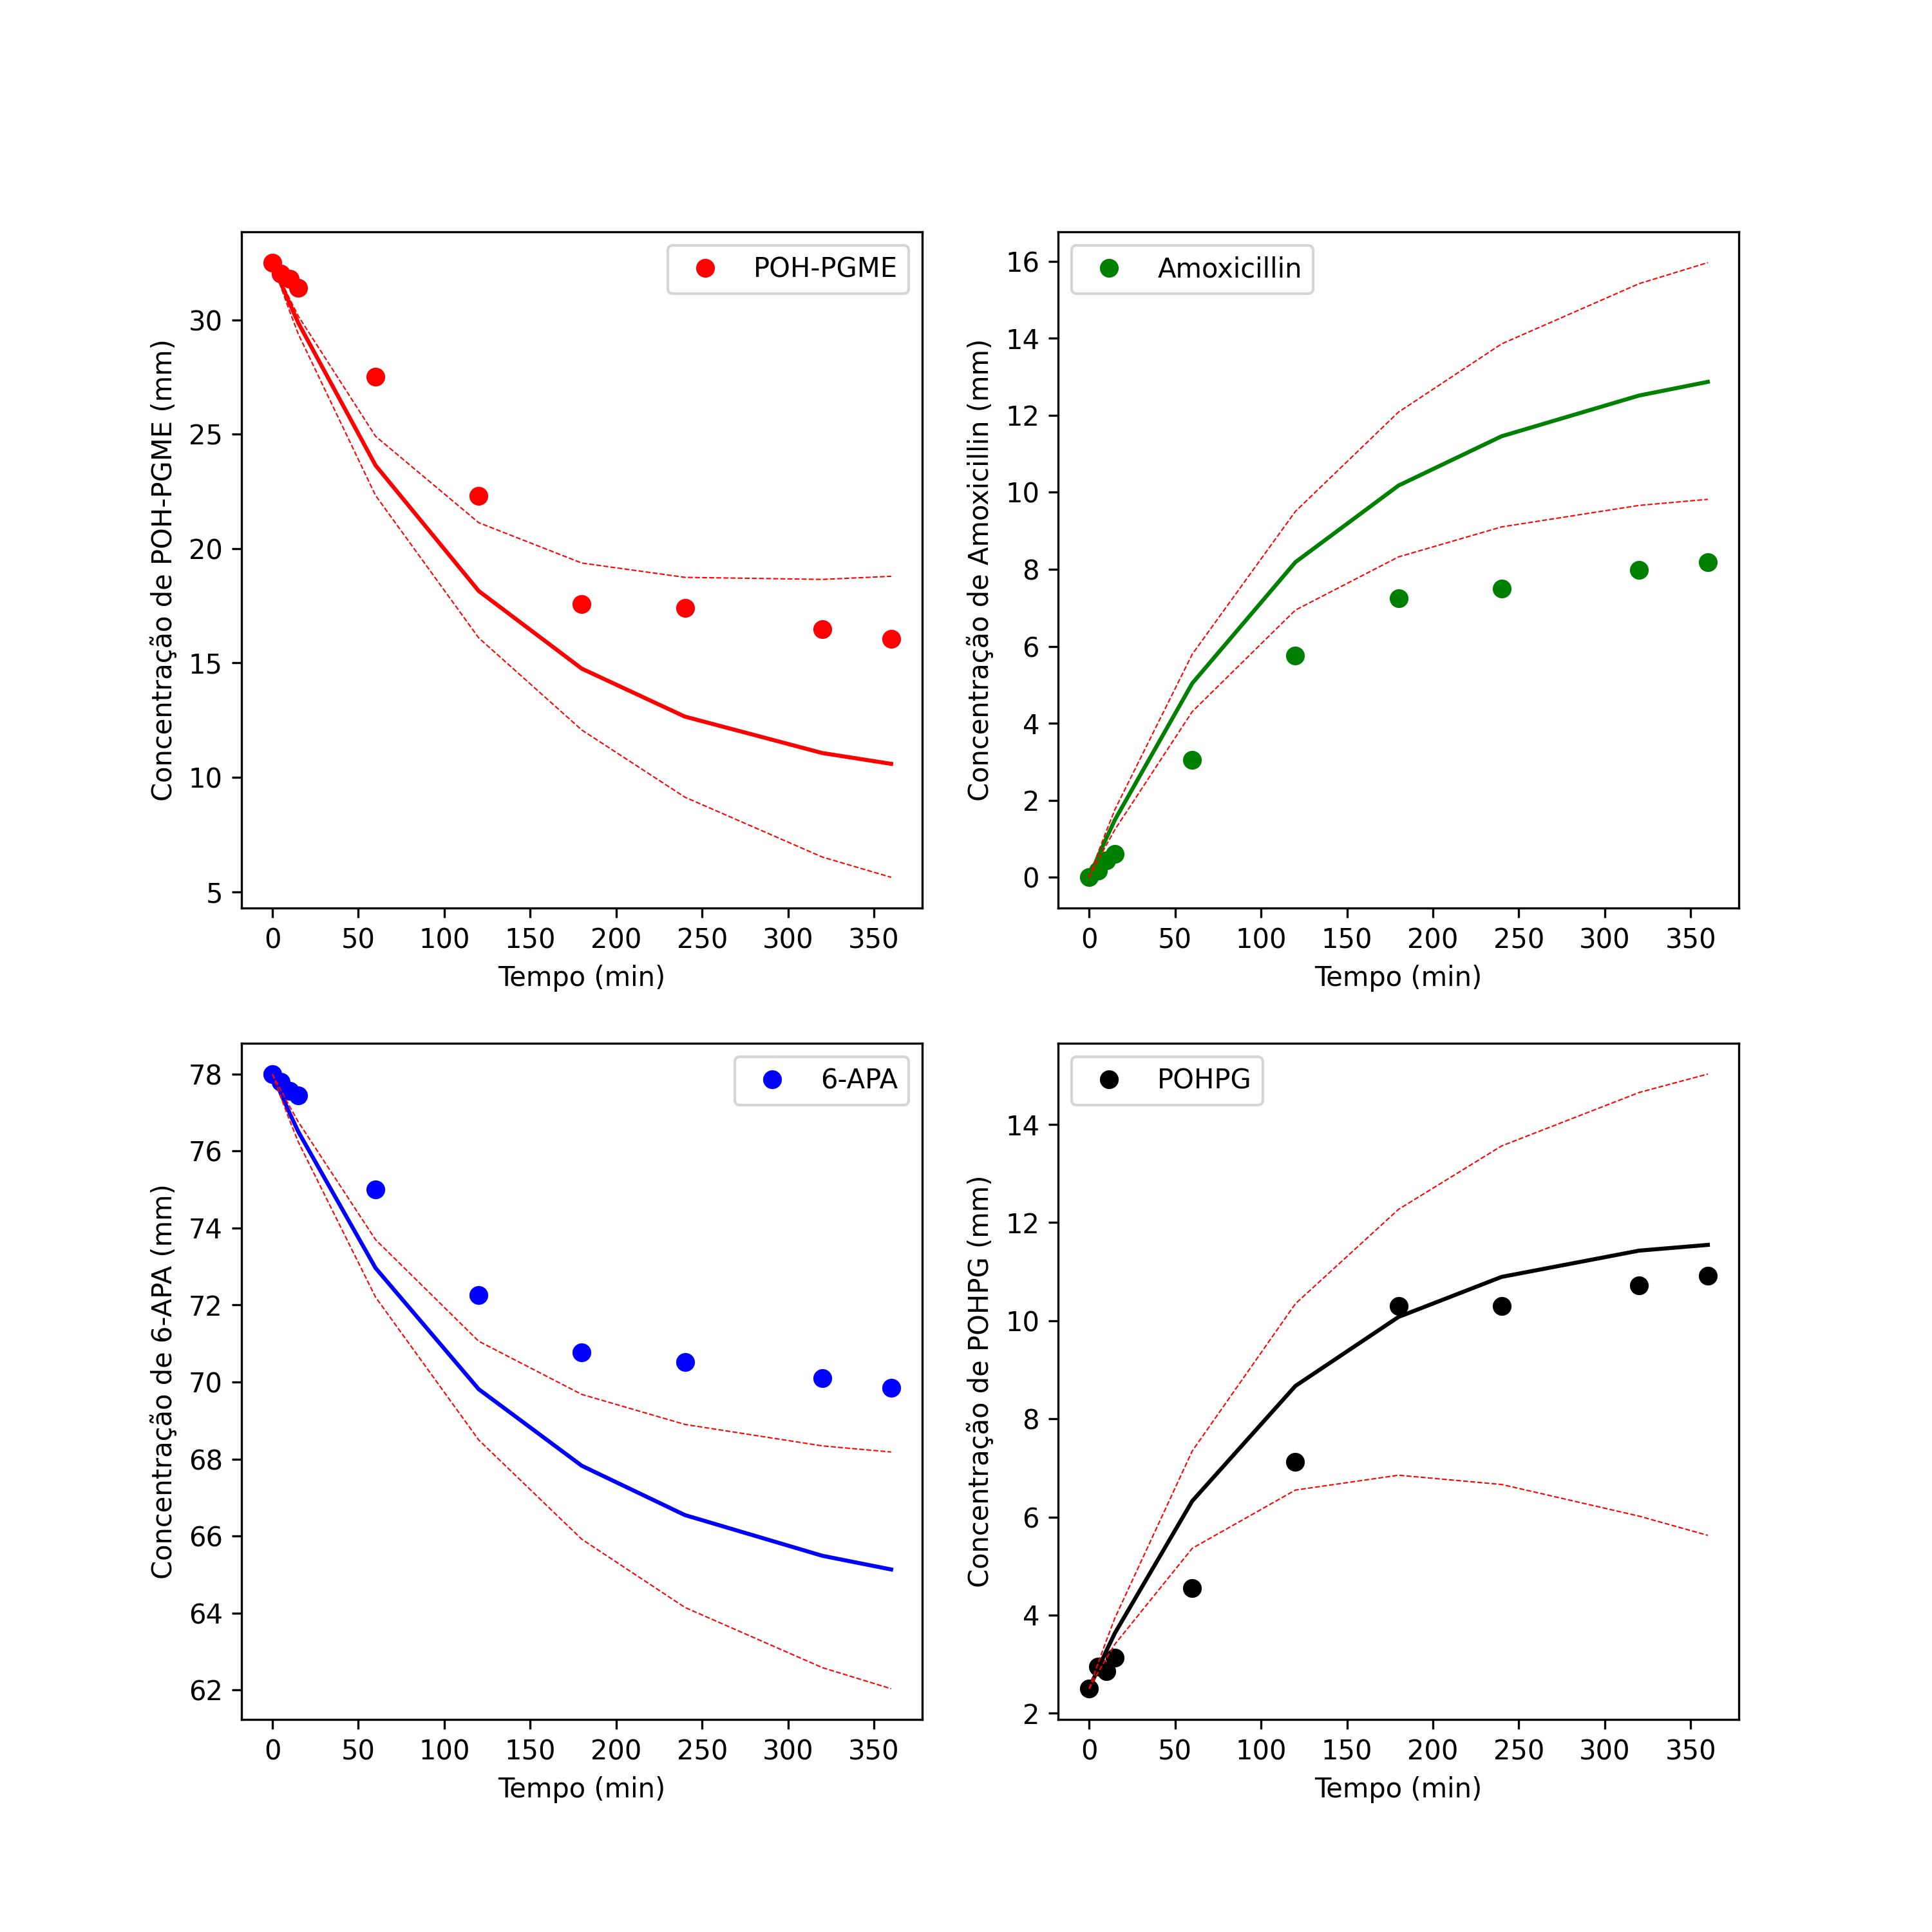 POH-PGME
Concentração de POH-PGME (mm)
30
25
20
15
10
5
0 50 100 150 200 250 300 350
Tempo (min)
Amoxicillin
Concentração de Amoxicillin (mm)
16
14
12
10
8
6
4
2
0
0 50 100 150 200 250 300 350
Tempo (min)
6-APA
Concentração de 6-APA (mm)
78
76
74
72
70
68
66
64
62
0 50 100 150 200 250 300 350
Tempo (min)
POHPG
Concentração de POHPG (mm)
14
12
10
8
6
4
2
0 50 100 150 200 250 300 350
Tempo (min)